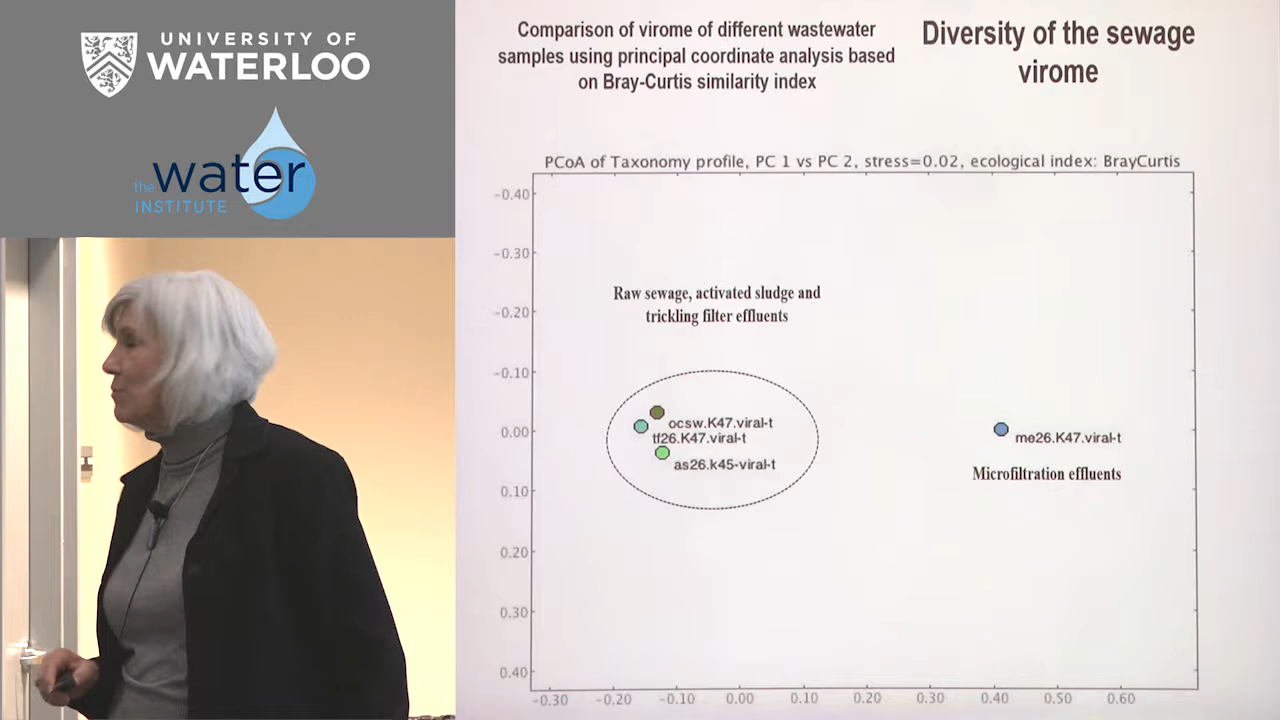 UNIVERSITY OF
WATERLOO
the water
INSTITUTE
Comparison of virome of different wastewater
samples using principal coordinate analysis based
on Bray-Curtis similarity index
Diversity of the sewage
virome
PCoA of Taxonomy profile, PC 1 vs PC 2, stress=0.02, ecological index: BrayCurtis
-0.40
-0.30
-0.20
-0.10
0.00
0.10
0.20
0.30
0.40
Raw sewage, activated sludge and
trickling filter effluents
ocsw.K47.viral-t
tf26.K47.viral-t
as26.k45-viral-t
me26.K47.viral-t
Microfiltration effluents
-0.30 -0.20 -0.10 0.00 0.10 0.20 0.30 0.40 0.50 0.60